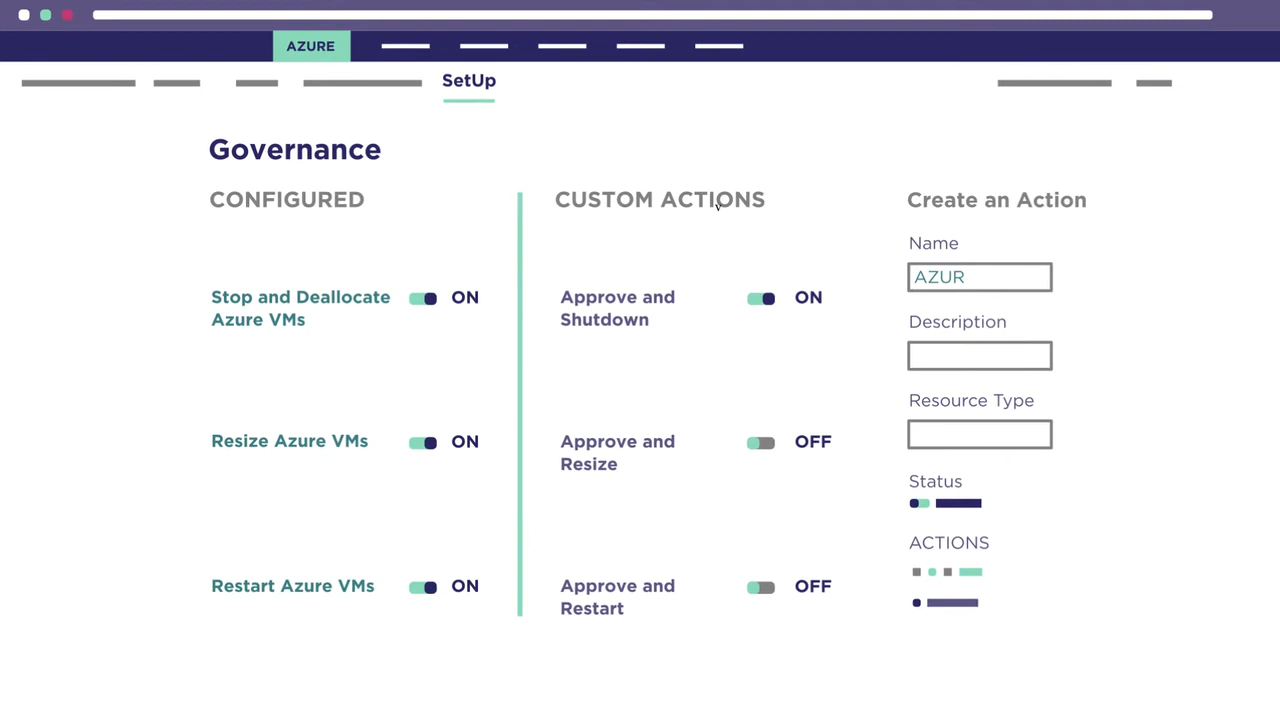 AZURE
SetUp
Governance
CONFIGURED
Stop and Deallocate
Azure VMs
ON
Resize Azure VMs
ON
Restart Azure VMs
ON
CUSTOM ACTIONS
Approve and
Shutdown
ON
Approve and
Resize
OFF
Approve and
Restart
OFF
Create an Action
Name
AZUR
Description
Resource Type
Status
ACTIONS